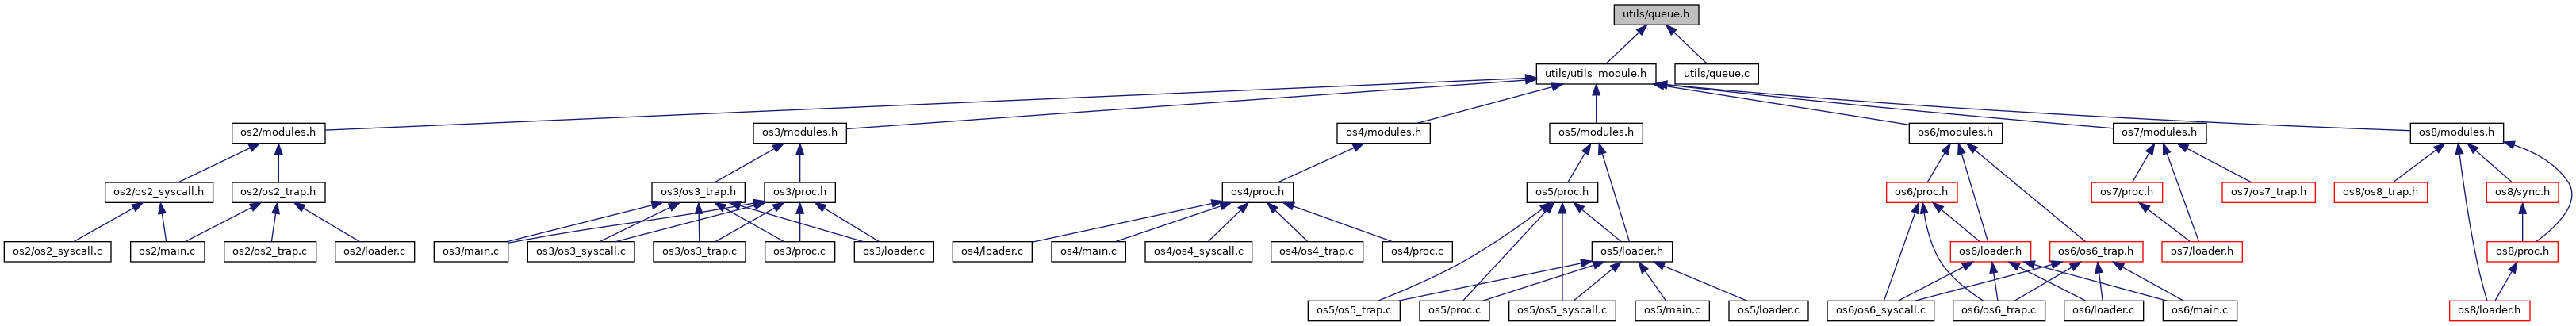 utils/queue.h
utils/utils_module.h
utils/queue.c
os2/modules.h
os3/modules.h
os4/modules.h
os5/modules.h
os6/modules.h
os7/modules.h
os8/modules.h
os2/os2_syscall.h
os2/os2_trap.h
os3/os3_trap.h
os3/proc.h
os4/proc.h
os5/proc.h
os6/proc.h
os7/proc.h
os7/os7_trap.h
os8/os8_trap.h
os8/sync.h
os2/os2_syscall.c
os2/main.c
os2/os2_trap.c
os2/loader.c
os3/main.c
os3/os3_syscall.c
os3/os3_trap.c
os3/proc.c
os3/loader.c
os4/loader.c
os4/main.c
os4/os4_syscall.c
os4/os4_trap.c
os4/proc.c
os5/loader.h
os6/loader.h
os6/os6_trap.h
os7/loader.h
os8/proc.h
os5/os5_trap.c
os5/proc.c
os5/os5_syscall.c
os5/main.c
os5/loader.c
os6/os6_syscall.c
os6/os6_trap.c
os6/loader.c
os6/main.c
os8/loader.h